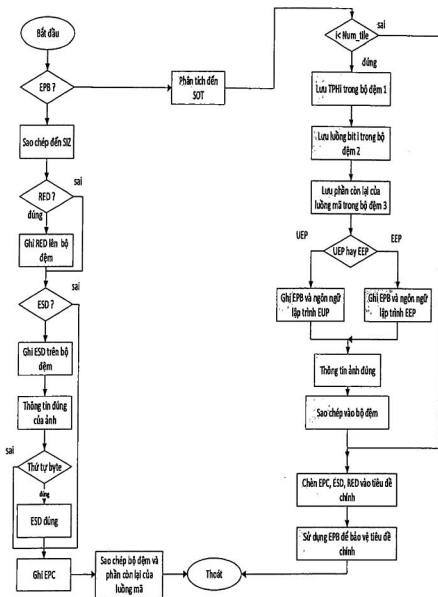 Bắt đầu
EPB ?
Sao chép đến SIZ
RED ?
sai
đúng
Ghi RED lên bộ
đệm
ESD ?
sai
Ghi ESD trên bộ
đệm
Thông tin đúng
của ảnh
Thứ tự byte
sai
đúng
ESD đúng
Ghi EPC
Sao chép bộ đệm và
phần còn lại của
luồng mã
Thoát
Phân tích đến
SOT
i< Num_tile
sai
đúng
Lưu TPHi trong bộ đệm 1
Lưu luồng bit i trong bộ
đệm 2
Lưu phần còn lại của
luồng mã trong bộ đệm 3
UEP
UEP hay EEP
EEP
Ghi EPB và ngôn ngữ
lập trình EUP
Ghi EPB và ngôn ngữ
lập trình EEP
Thông tin ảnh đúng
Sao chép vào bộ đệm
Chèn EPC, ESD, RED vào tiêu đề
chính
Sử dụng EPB để bảo vệ tiêu đề
chính